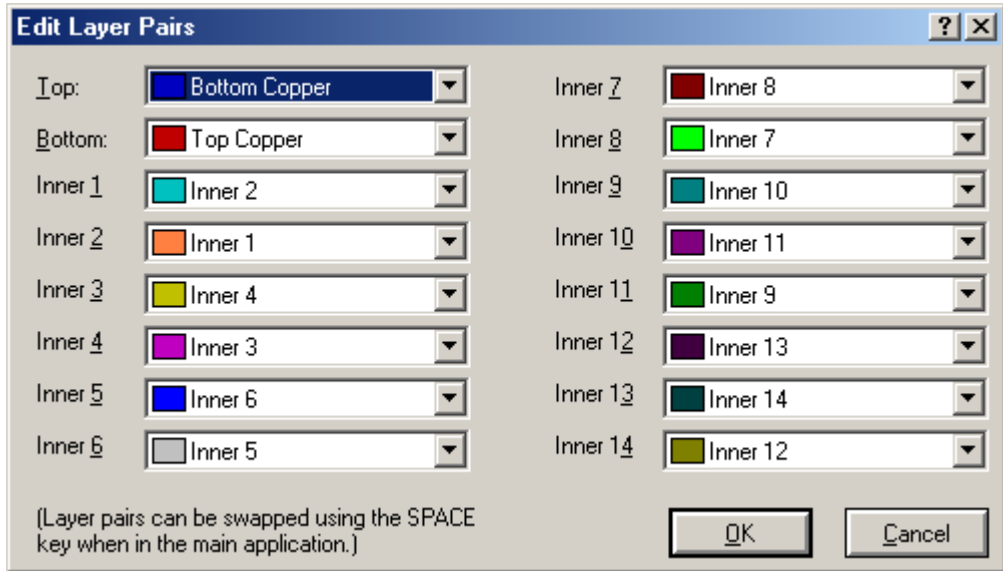 Edit Layer Pairs
Top: Bottom Copper
Bottom: Top Copper
Inner 1 Inner 2
Inner 2 Inner 1
Inner 3 Inner 4
Inner 4 Inner 3
Inner 5 Inner 6
Inner 6 Inner 5
Inner 7 Inner 8
Inner 8 Inner 7
Inner 9 Inner 10
Inner 10 Inner 11
Inner 11 Inner 9
Inner 12 Inner 13
Inner 13 Inner 14
Inner 14 Inner 12
(Layer pairs can be swapped using the SPACE
key when in the main application.)
OK
Cancel